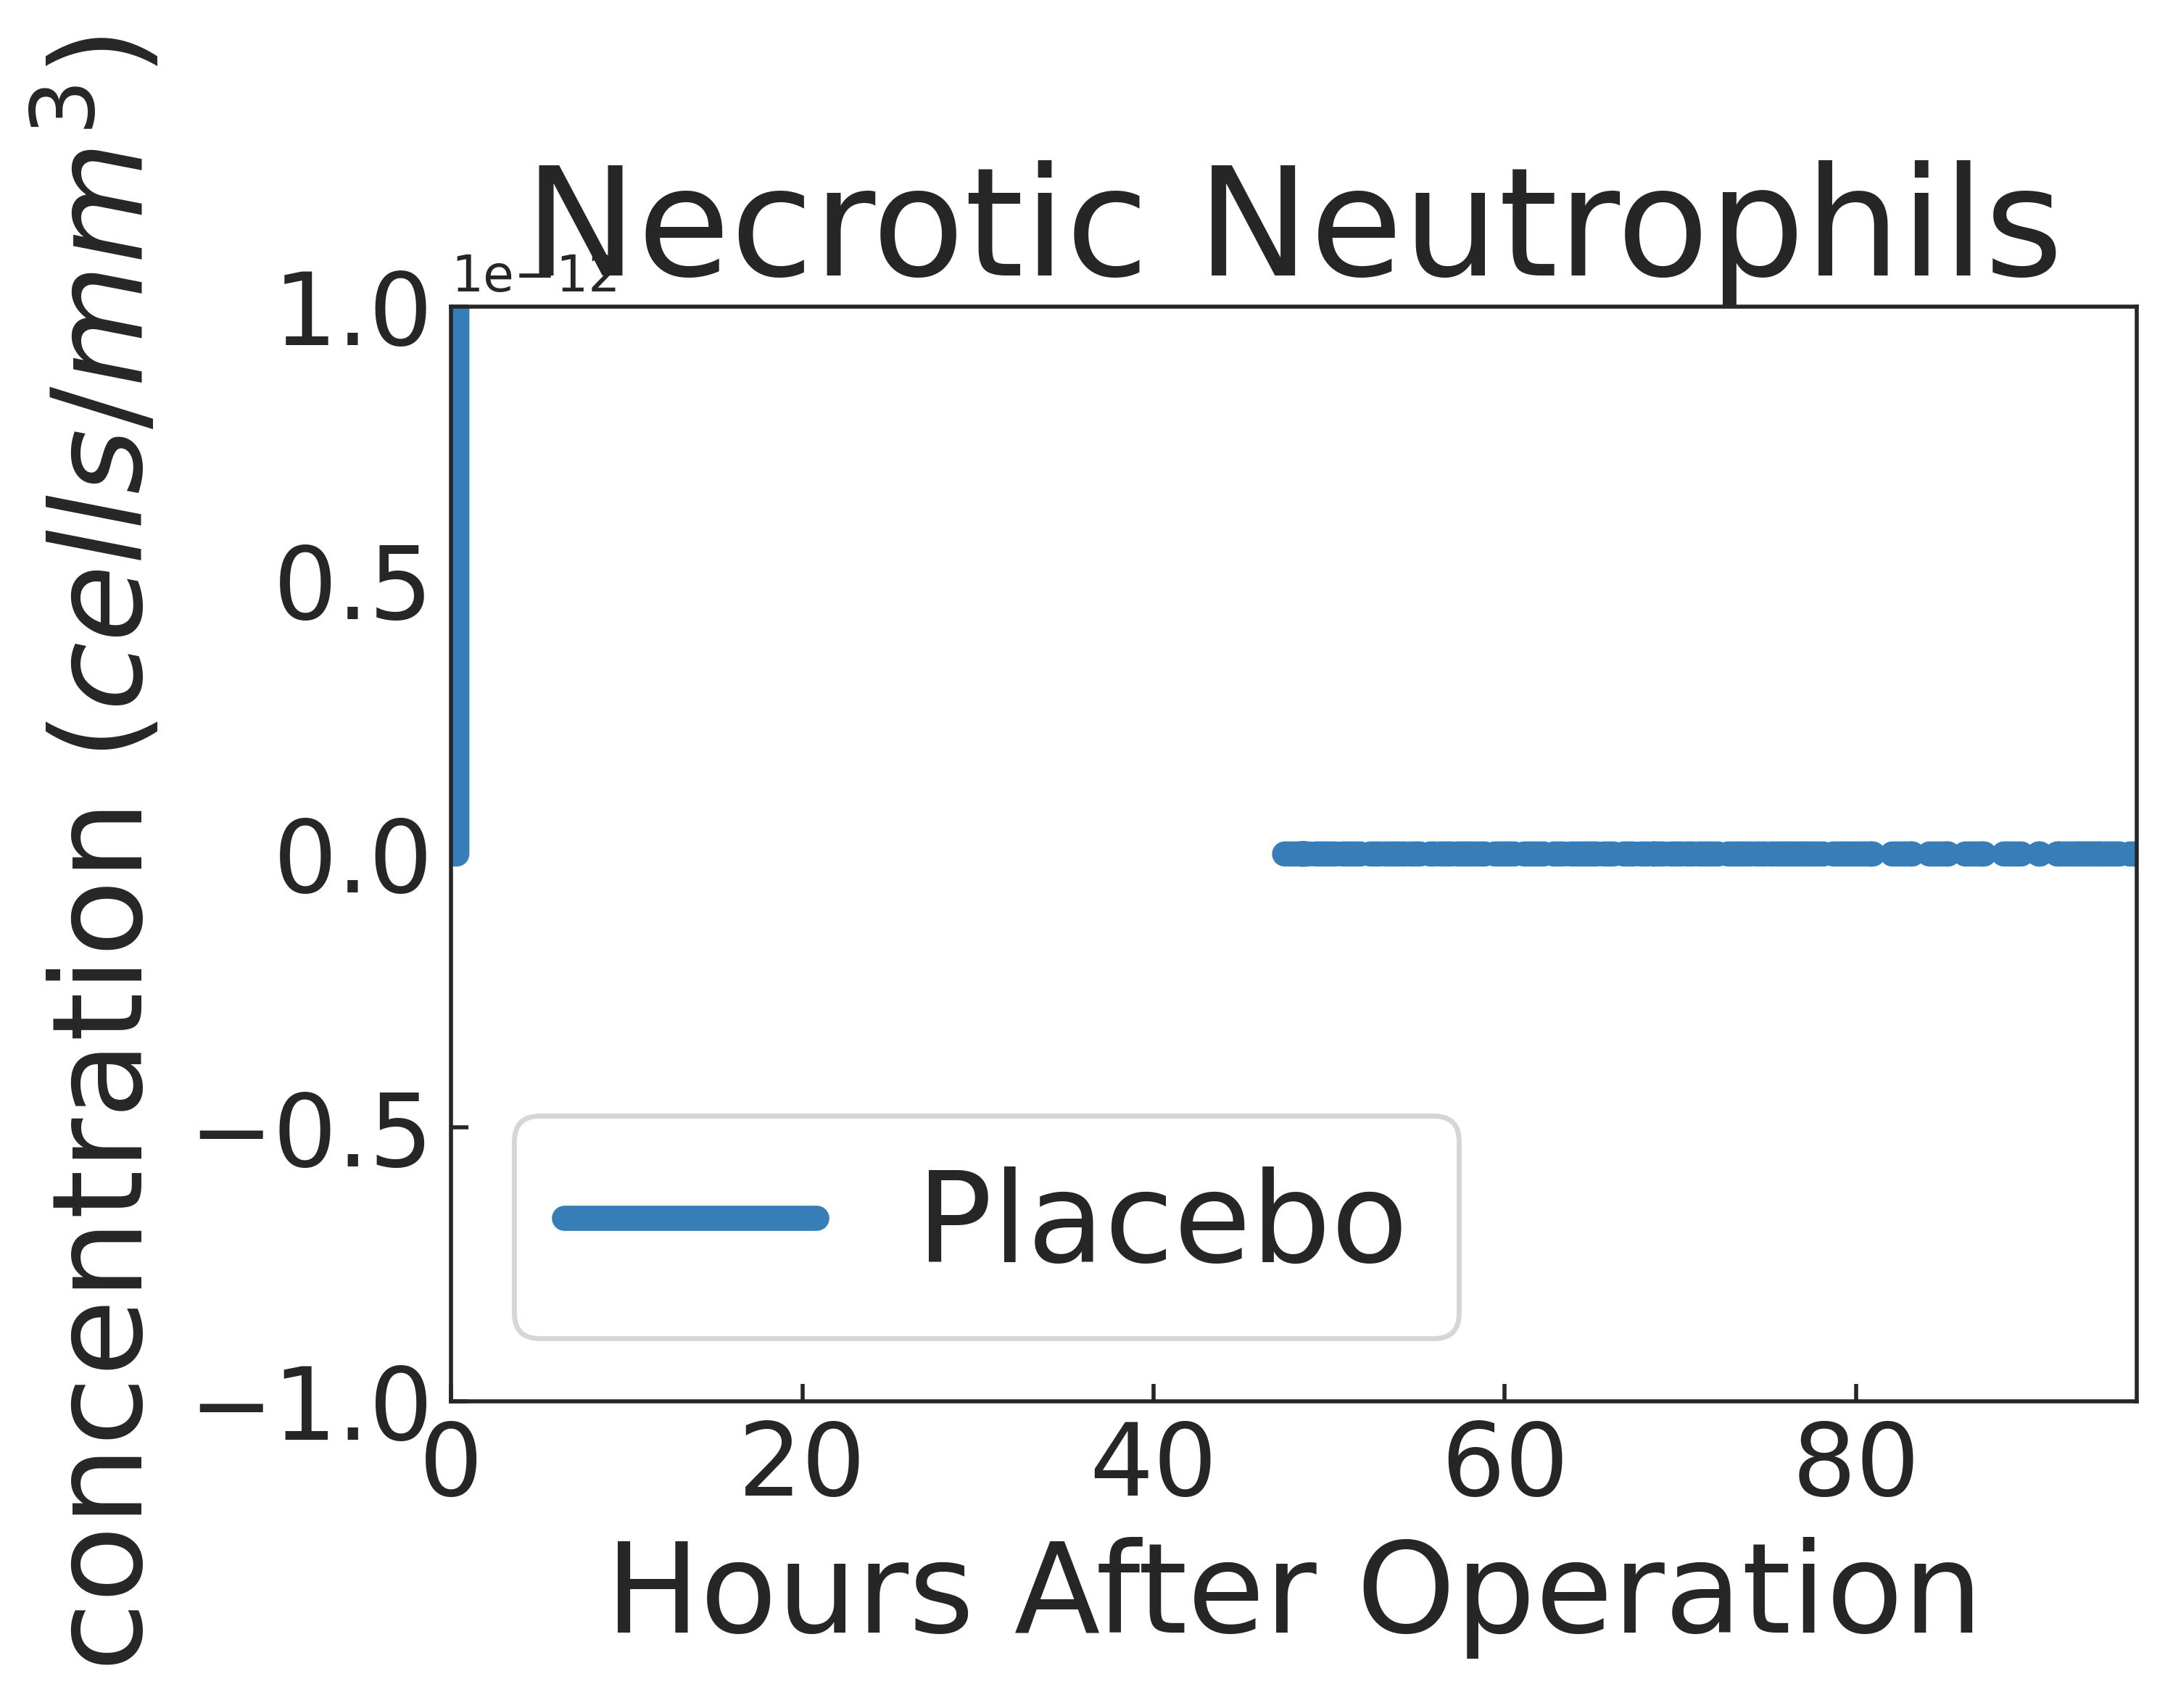 Necrotic Neutrophils
1e−12
concentration (cells/mm³)
1.0
0.5
0.0
−0.5
−1.0
Placebo
0 20 40 60 80
Hours After Operation